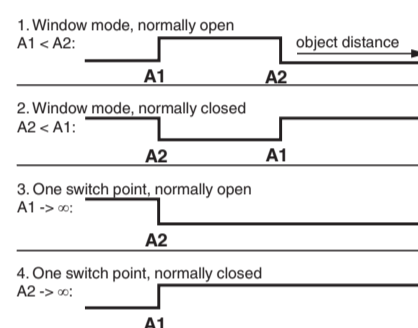 1. Window mode, normally open
A1 < A2:
object distance
A1
A2
2. Window mode, normally closed
A2 < A1:
A2
A1
3. One switch point, normally open
A1 -> ∞:
A2
4. One switch point, normally closed
A2 -> ∞:
A1